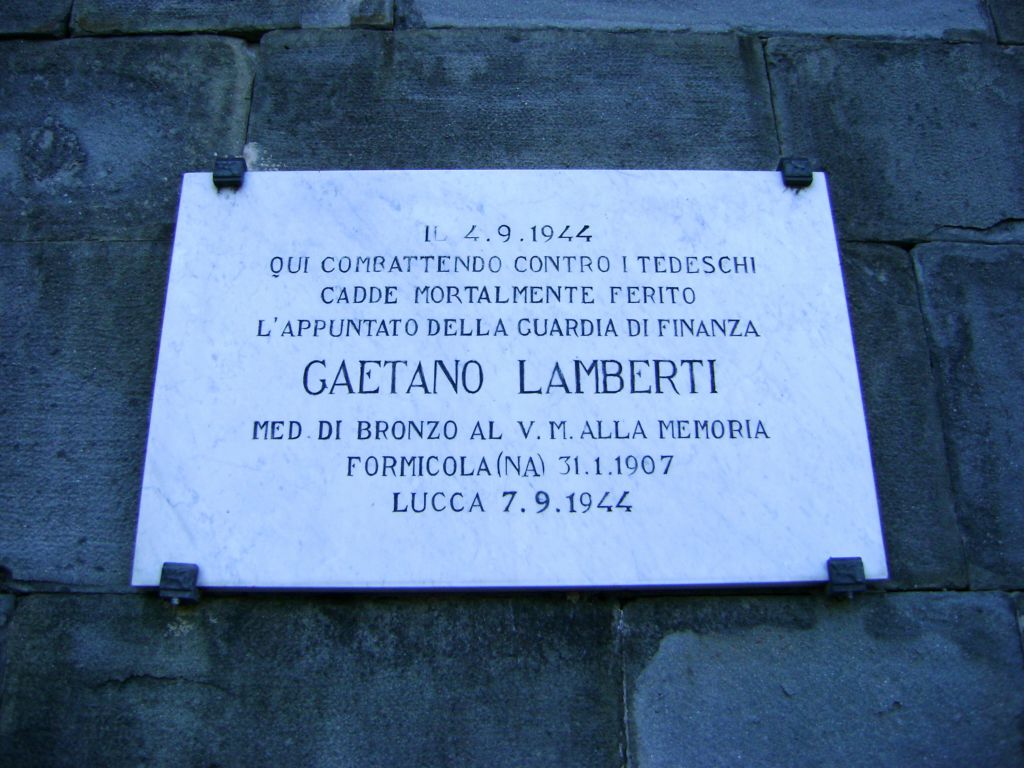 IL 4.9.1944
QUI COMBATTENDO CONTRO I TEDESCHI
CADDE MORTALMENTE FERITO
L'APPUNTATO DELLA GUARDIA DI FINANZA
GAETANO LAMBERTI
MED. DI BRONZO AL V.M. ALLA MEMORIA
FORMICOLA (NA) 31.1.1907
LUCCA 7.9.1944